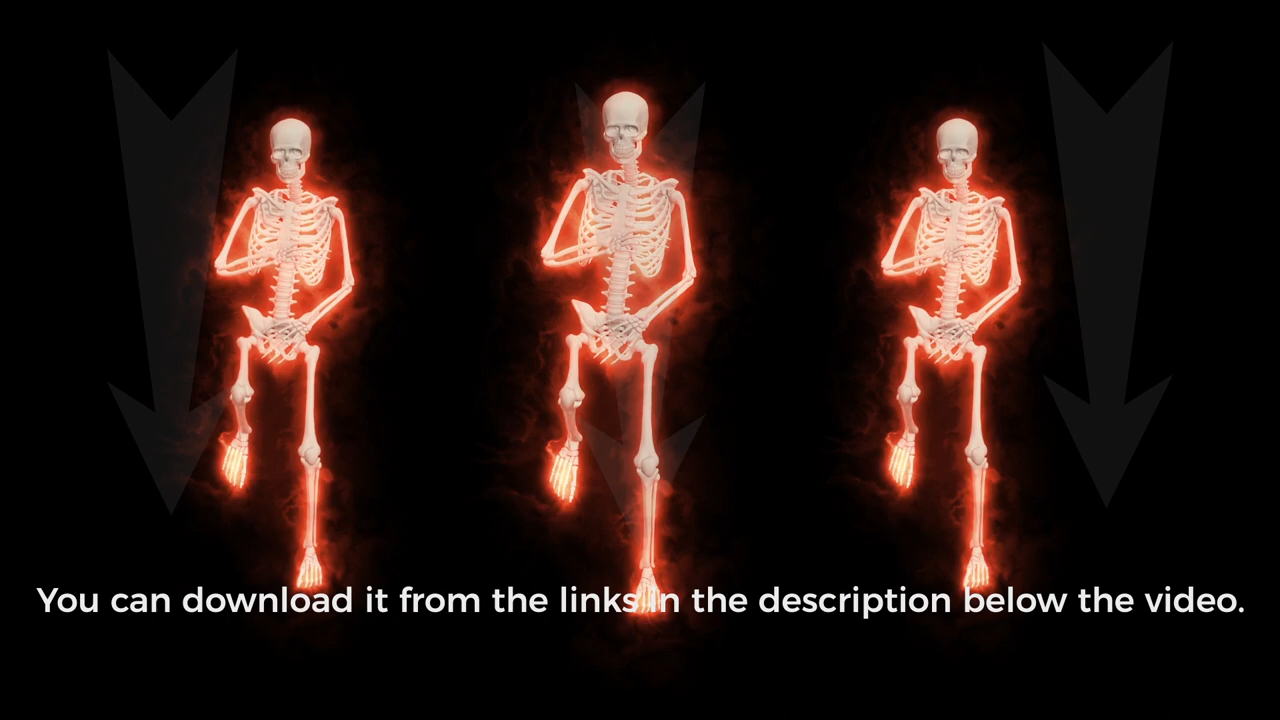 You can download it from the links in the description below the video.